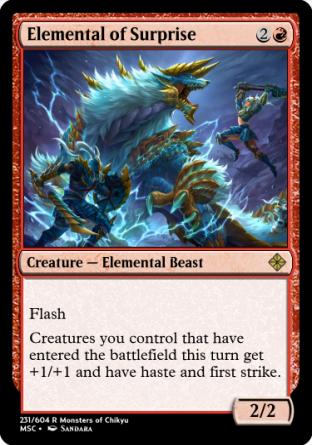 Elemental of Surprise 2
Creature — Elemental Beast
Flash
Creatures you control that have
entered the battlefield this turn get
+1/+1 and have haste and first strike.
231/604 R Monsters of Chikyu
MSC • SANDARA
2/2